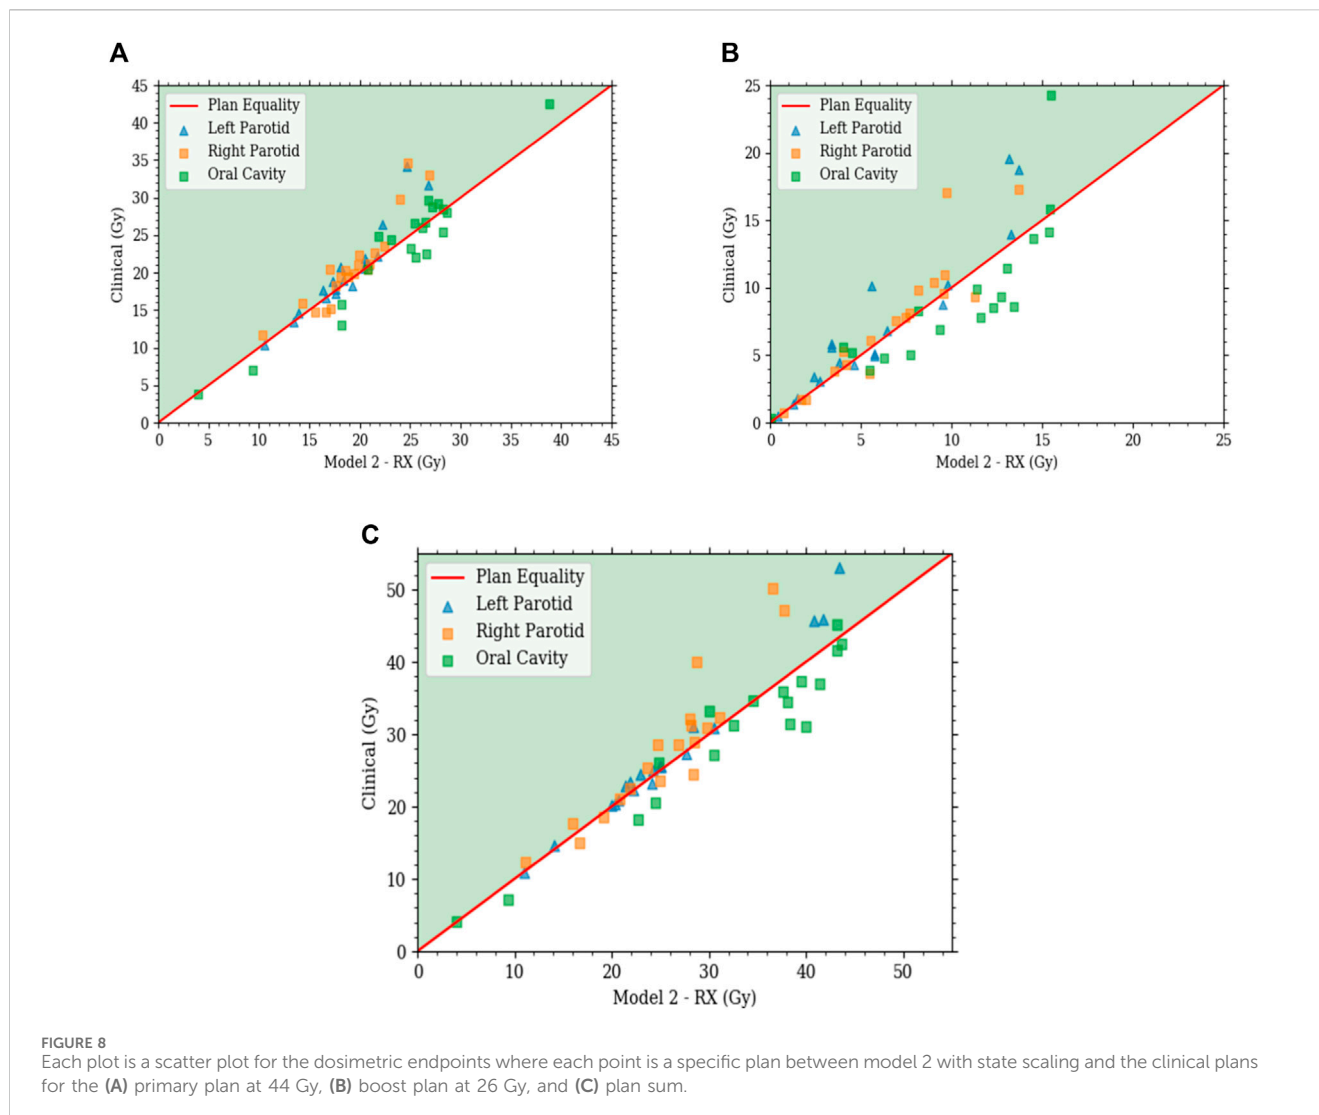 A
45
40
35
30
25
20
15
10
5
0
Clinical (Gy)
Plan Equality
Left Parotid
Right Parotid
Oral Cavity
0 5 10 15 20 25 30 35 40 45
Model 2 - RX (Gy)
B
25
20
15
10
5
0
Clinical (Gy)
Plan Equality
Left Parotid
Right Parotid
Oral Cavity
0 5 10 15 20 25
Model 2 - RX (Gy)
C
50
40
30
20
10
0
Clinical (Gy)
Plan Equality
Left Parotid
Right Parotid
Oral Cavity
0 10 20 30 40 50
Model 2 - RX (Gy)
FIGURE 8
Each plot is a scatter plot for the dosimetric endpoints where each point is a specific plan between model 2 with state scaling and the clinical plans
for the (A) primary plan at 44 Gy, (B) boost plan at 26 Gy, and (C) plan sum.